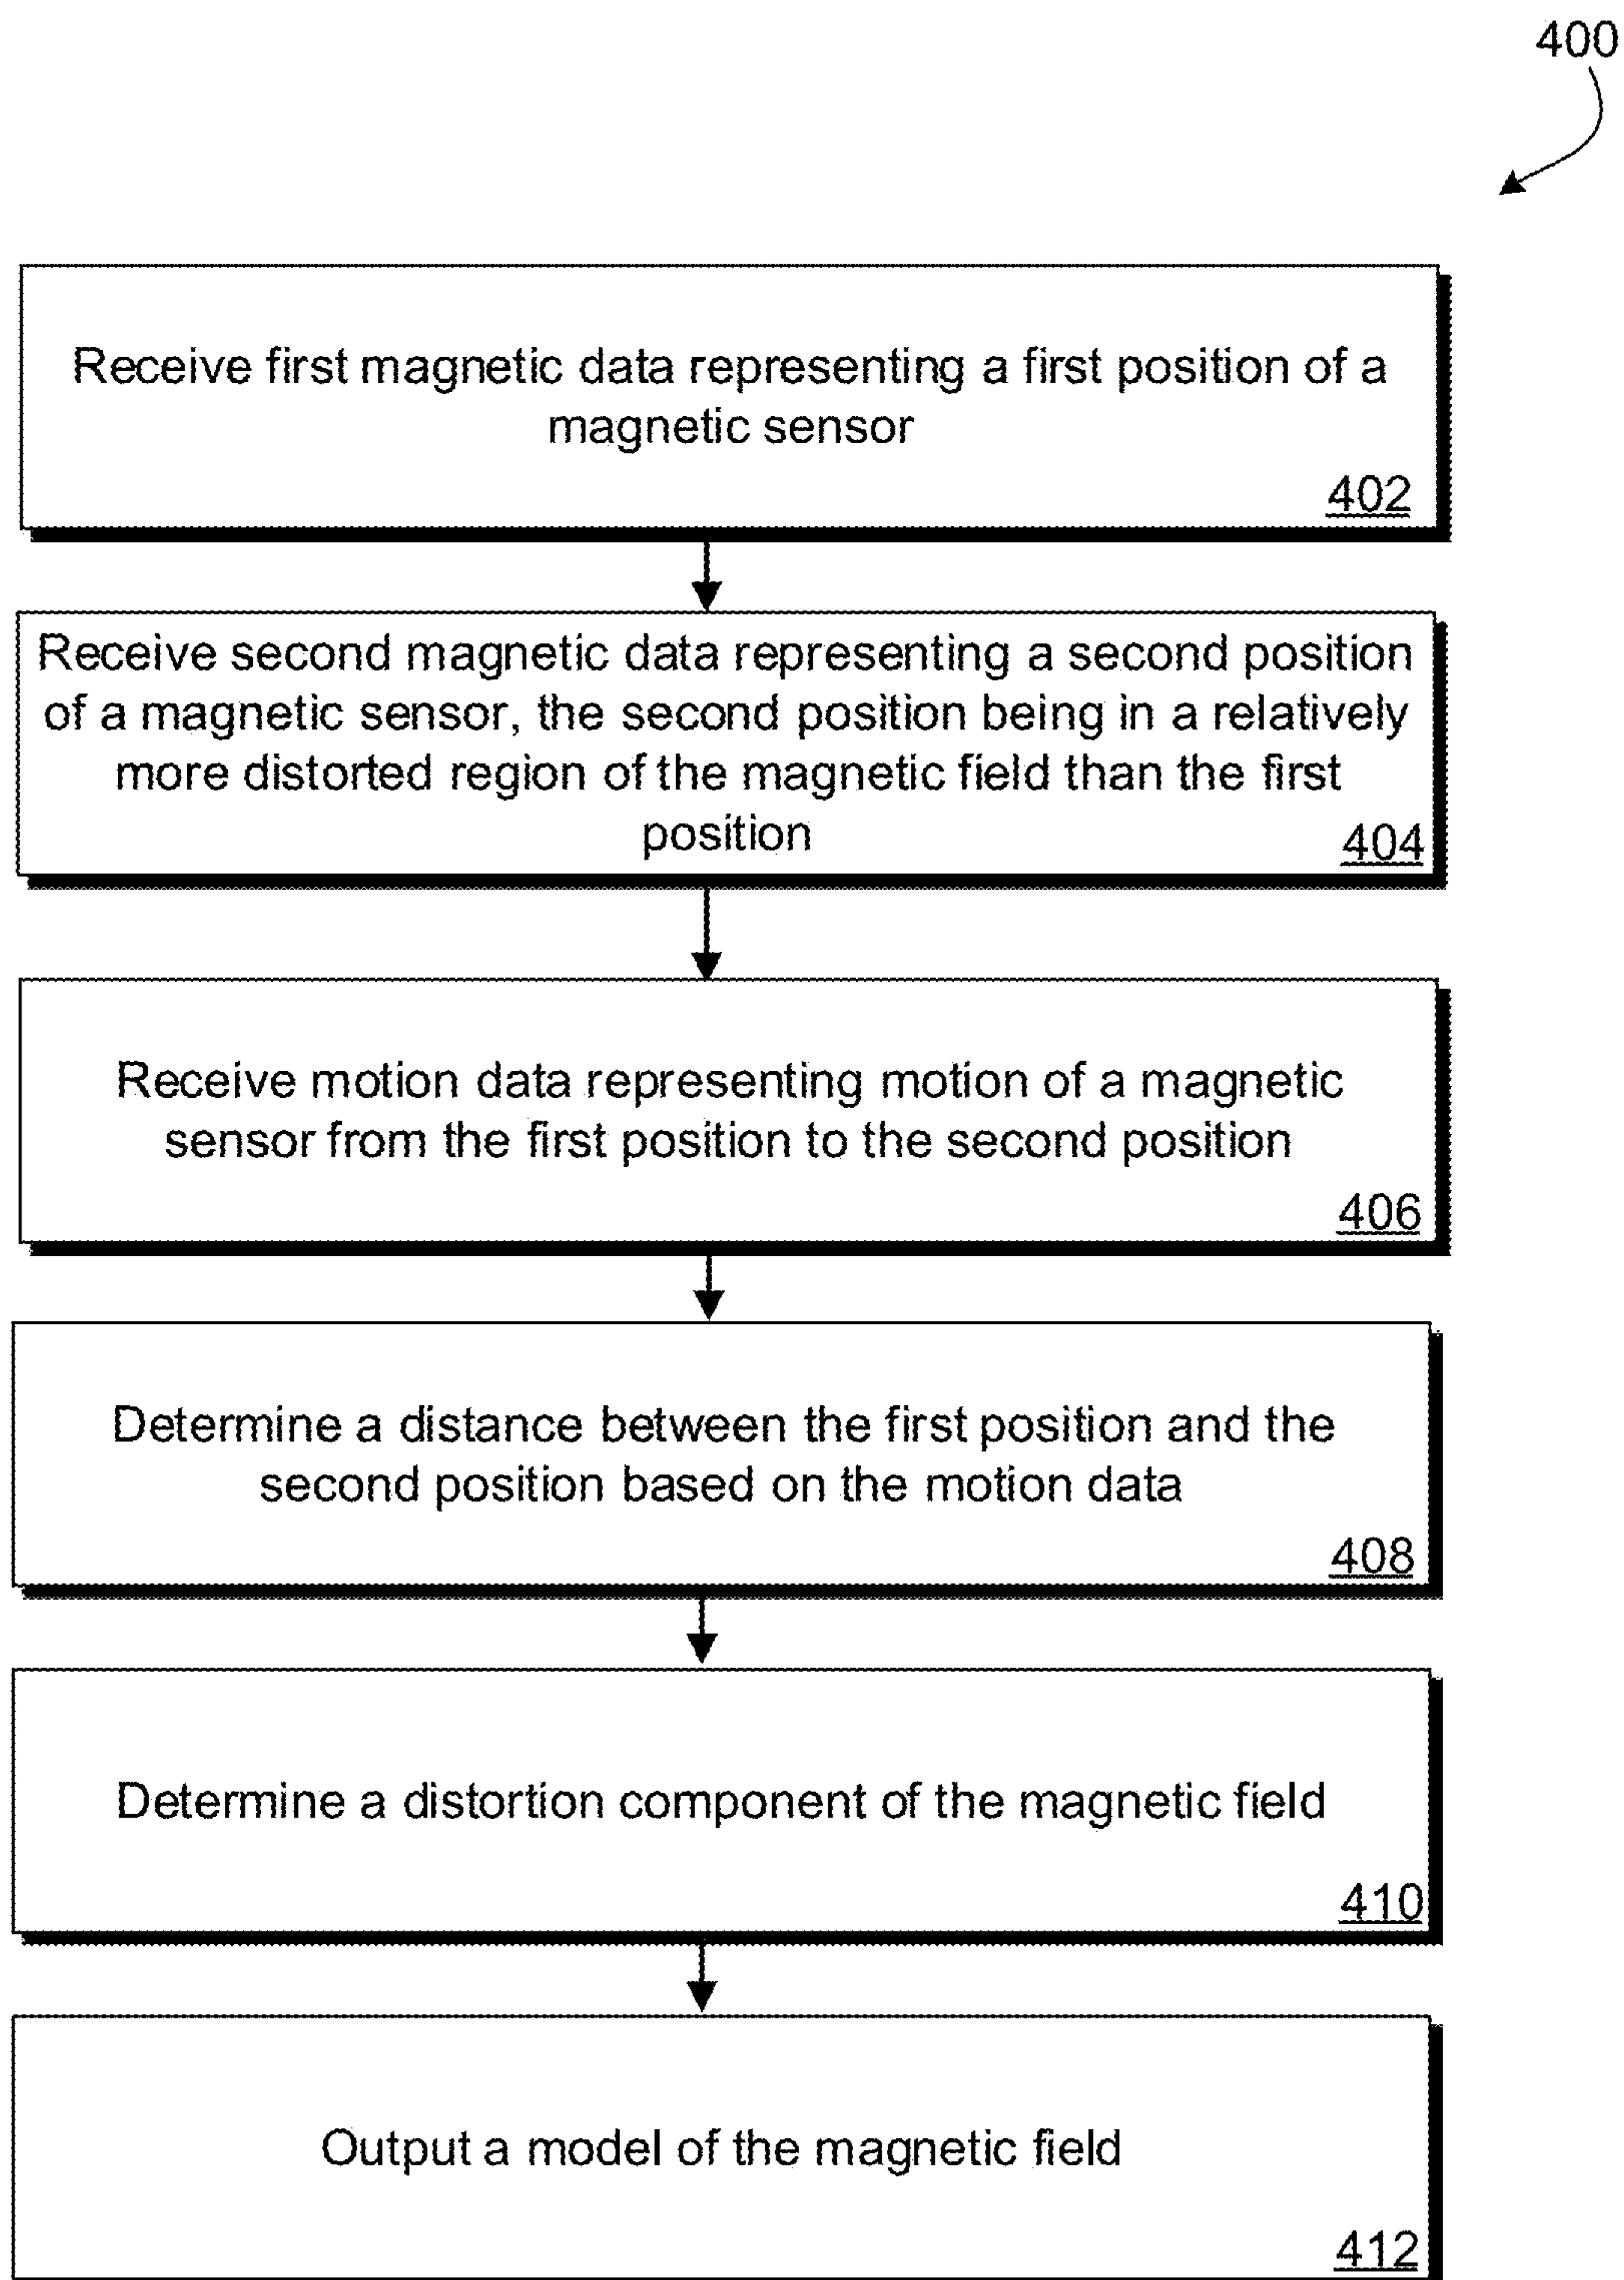 400
Receive first magnetic data representing a first position of a
magnetic sensor
402
Receive second magnetic data representing a second position
of a magnetic sensor, the second position being in a relatively
more distorted region of the magnetic field than the first
position
404
Receive motion data representing motion of a magnetic
sensor from the first position to the second position
406
Determine a distance between the first position and the
second position based on the motion data
408
Determine a distortion component of the magnetic field
410
Output a model of the magnetic field
412